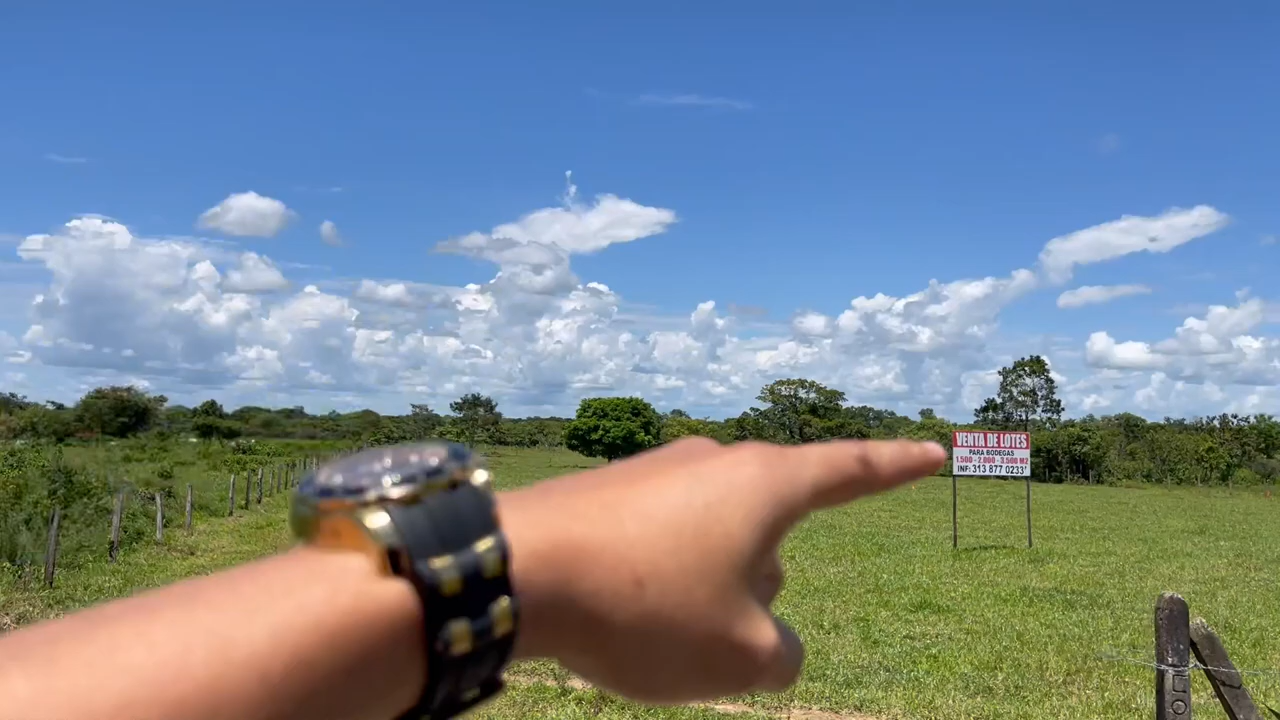 VENTA DE LOTES
PARA BODEGAS
1.500 - 2.000 - 3.500 M2
INF: 313 877 0233